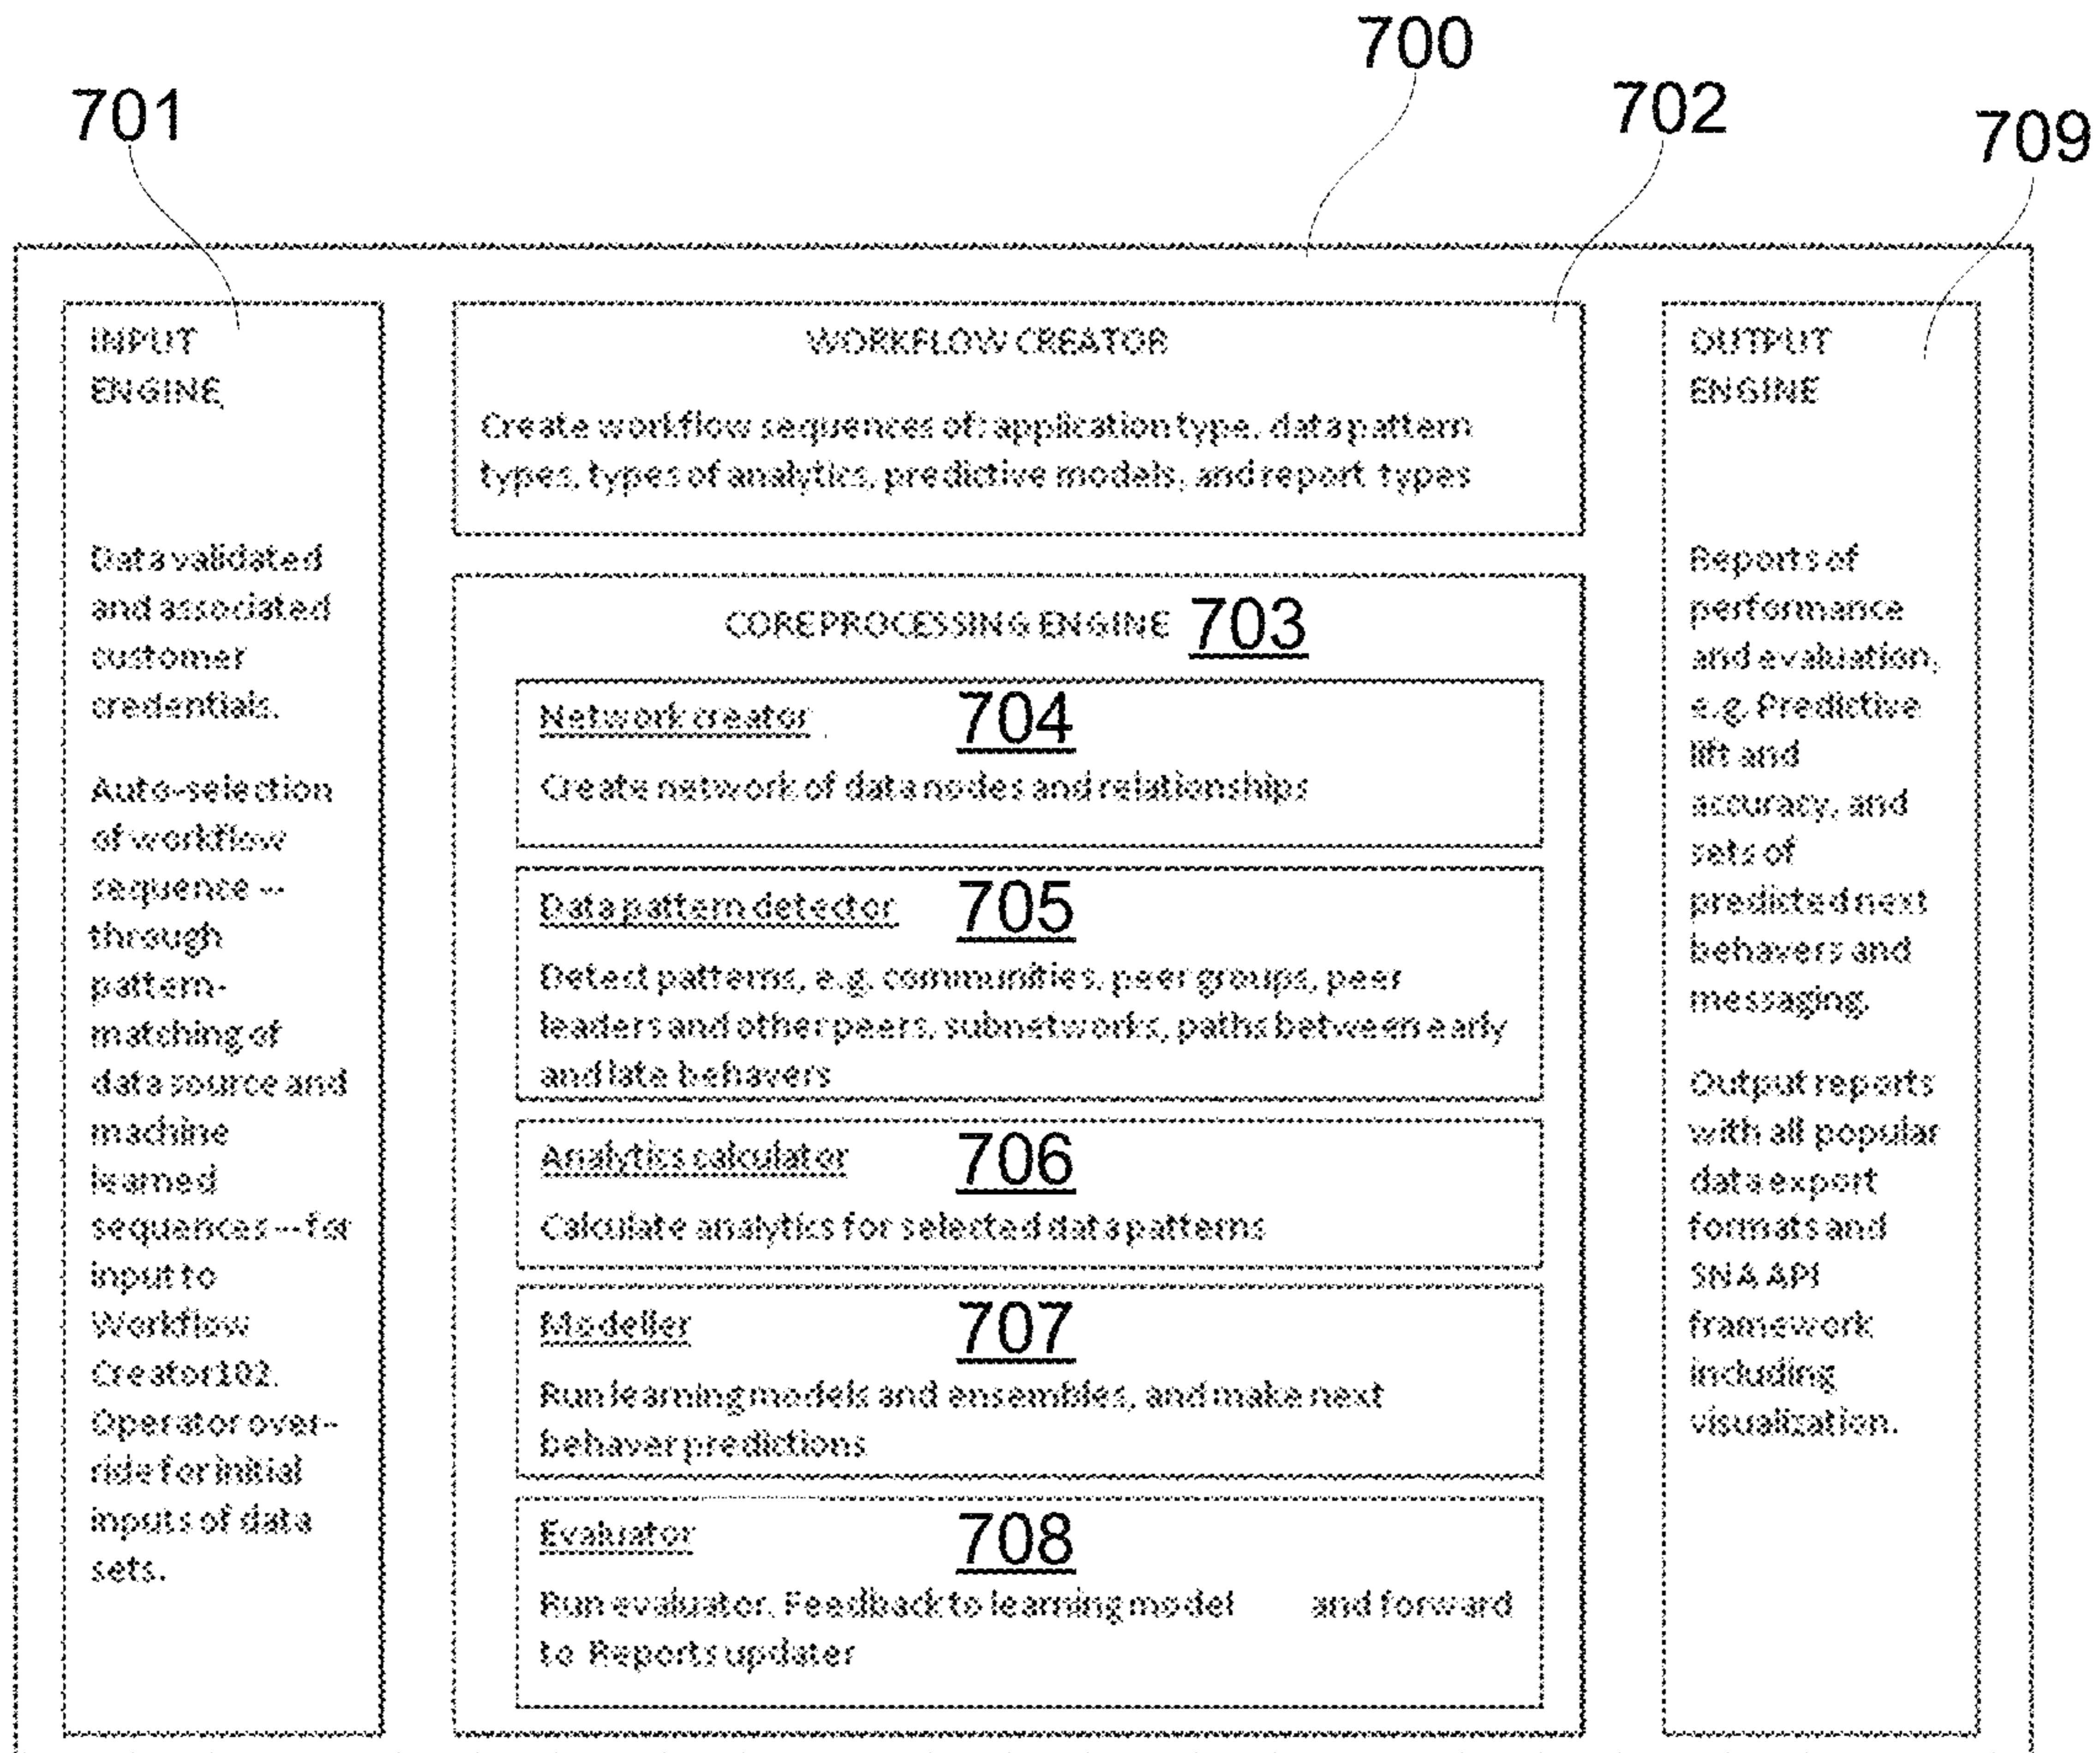 700
701
702
709
INPUT
ENGINE
Data validated
and associated
customer
credentials.
Auto-selection
of workflow
sequence --
through
pattern-
matching of
data source and
machine
learned
sequences -- for
input to
Workflow
Creator102.
Operator over-
ride for initial
inputs of data
sets.
WORKFLOW CREATOR
Create workflow sequences of: application type, data pattern
types, types of analytics, predictive models, and report types
CORE PROCESSING ENGINE 703
Network creator 704
Create network of data nodes and relationships
Data pattern detector 705
Detect patterns, e.g. communities, peer groups, peer
leaders and other peers, subnetworks, paths between early
and late behavers
Analytics calculator 706
Calculate analytics for selected data patterns
Modeller 707
Run learning models and ensembles, and make next
behaver predictions
Evaluator 708
Run evaluator. Feedback to learning model and forward
to Reports updater
OUTPUT
ENGINE
Reports of
performance
and evaluation,
e.g. Predictive
lift and
accuracy, and
sets of
predicted next
behavers and
messaging.
Output reports
with all popular
data export
formats and
SNA API
framework
including
visualization.